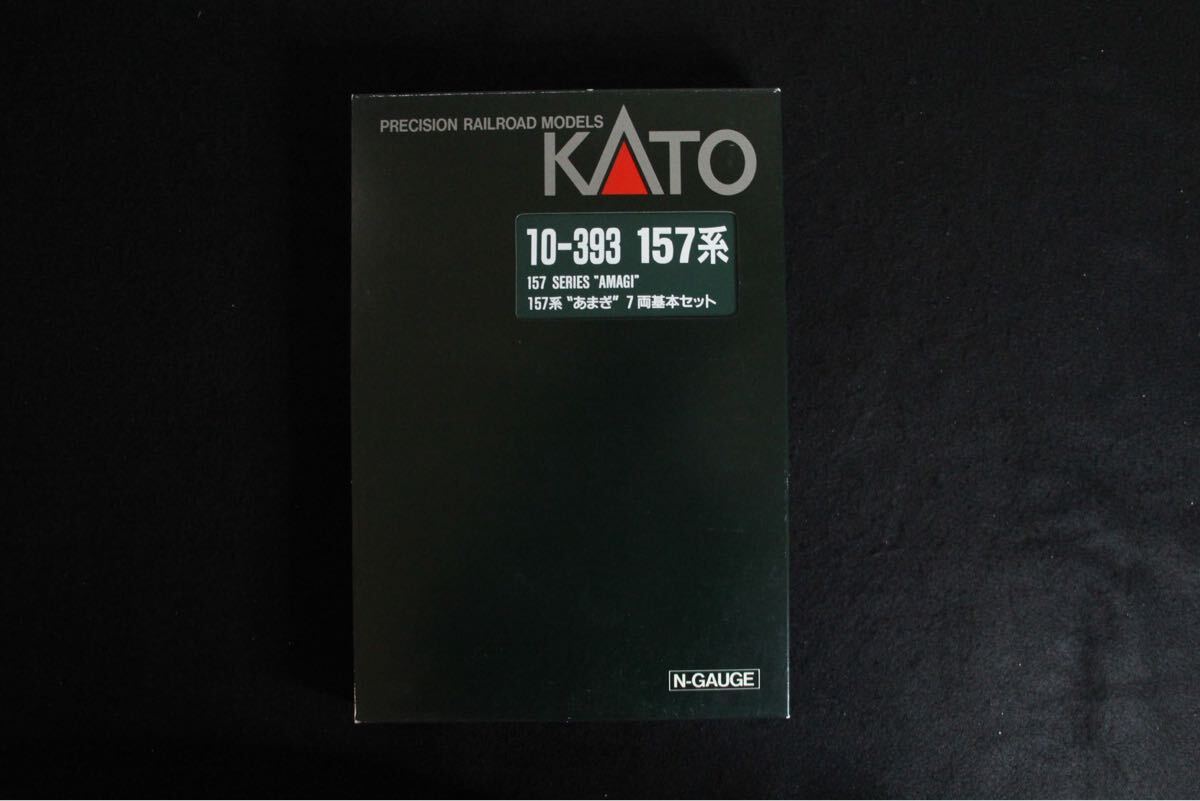 PRECISION RAILROAD MODELS
KATO
10-393 157系
157 SERIES "AMAGI"
157系 "あまぎ" 7両基本セット
N-GAUGE